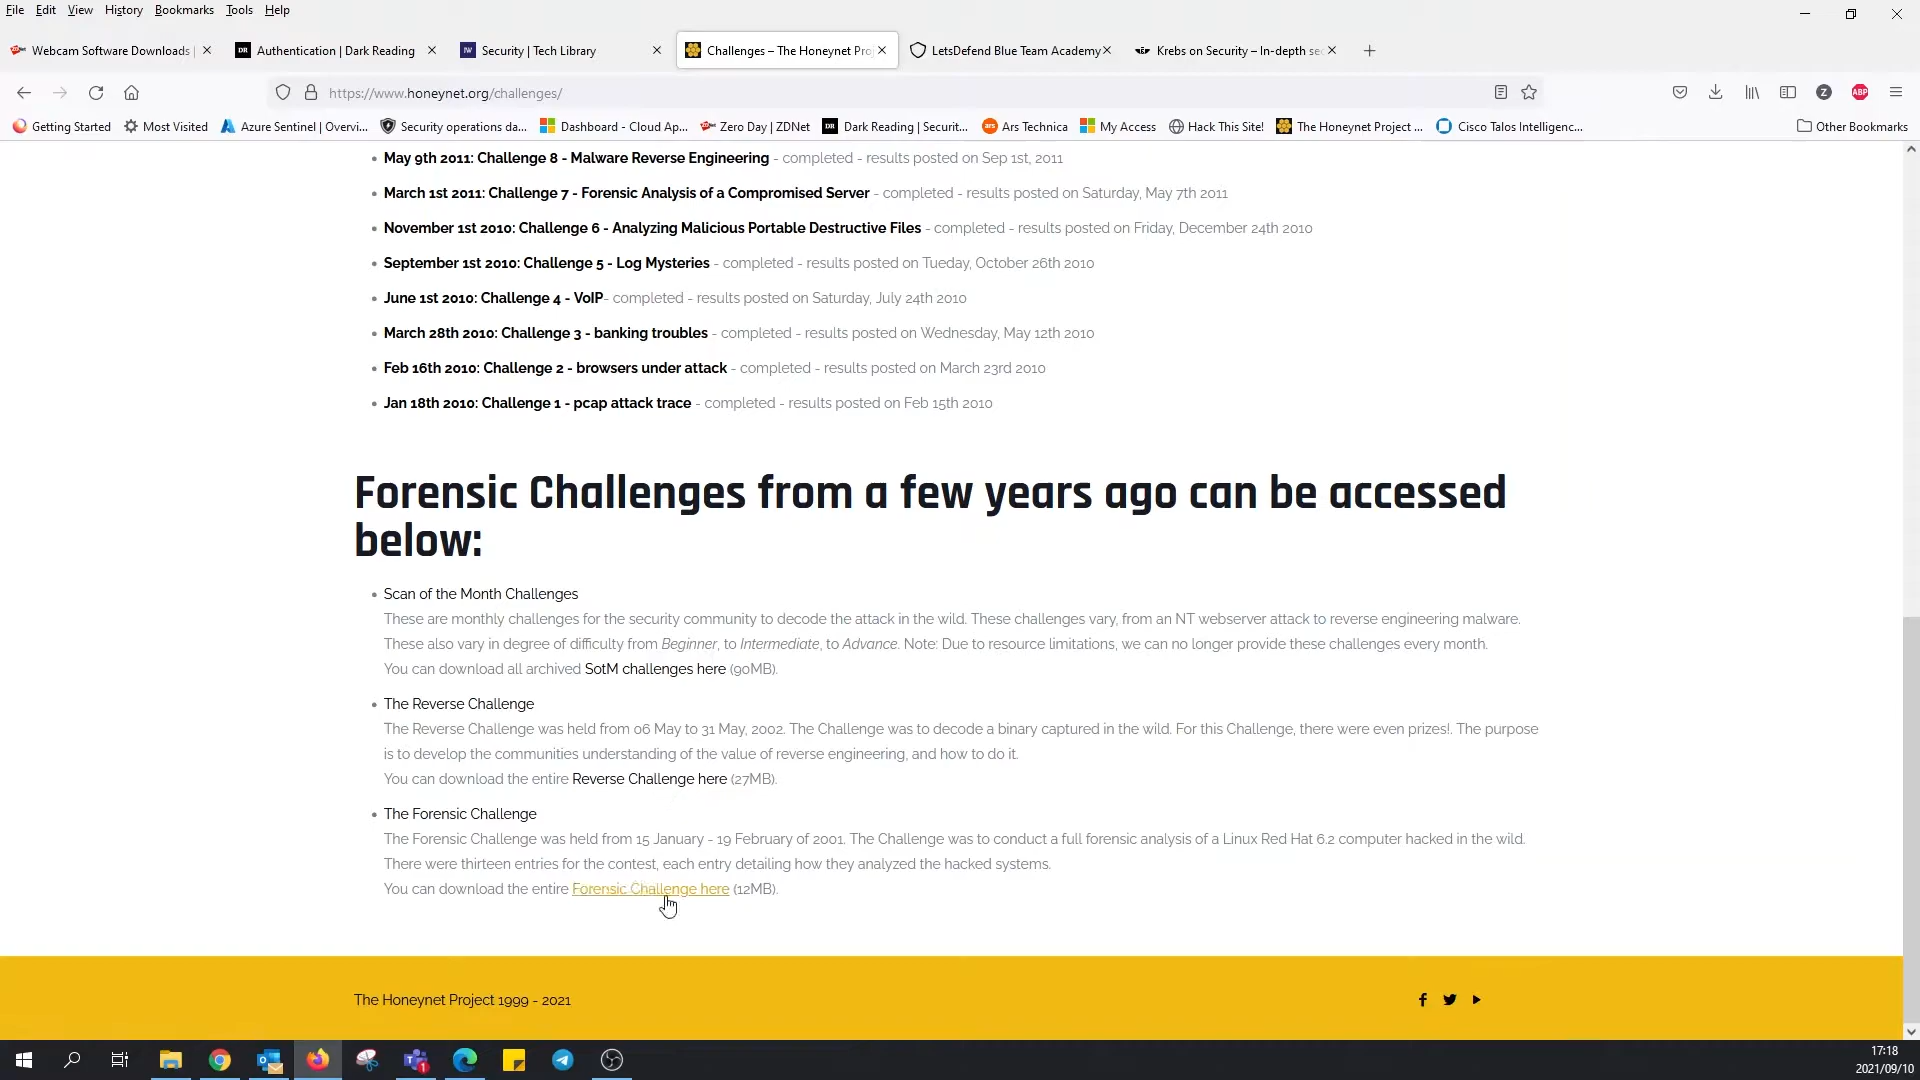 File Edit View History Bookmarks Tools Help
Webcam Software Downloads
Authentication | Dark Reading
Security | Tech Library
Challenges – The Honeynet Proj
LetsDefend Blue Team Academy
Krebs on Security – In-depth sec
https://www.honeynet.org/challenges/
Getting Started
Most Visited
Azure Sentinel | Overvi...
Security operations da...
Dashboard - Cloud Ap...
Zero Day | ZDNet
Dark Reading | Securit...
Ars Technica
My Access
Hack This Site!
The Honeynet Project ...
Cisco Talos Intelligenc...
Other Bookmarks
May 9th 2011: Challenge 8 - Malware Reverse Engineering - completed - results posted on Sep 1st, 2011
March 1st 2011: Challenge 7 - Forensic Analysis of a Compromised Server - completed - results posted on Saturday, May 7th 2011
November 1st 2010: Challenge 6 - Analyzing Malicious Portable Destructive Files - completed - results posted on Friday, December 24th 2010
September 1st 2010: Challenge 5 - Log Mysteries - completed - results posted on Tueday, October 26th 2010
June 1st 2010: Challenge 4 - VoIP- completed - results posted on Saturday, July 24th 2010
March 28th 2010: Challenge 3 - banking troubles - completed - results posted on Wednesday, May 12th 2010
Feb 16th 2010: Challenge 2 - browsers under attack - completed - results posted on March 23rd 2010
Jan 18th 2010: Challenge 1 - pcap attack trace - completed - results posted on Feb 15th 2010
Forensic Challenges from a few years ago can be accessed
below:
Scan of the Month Challenges
These are monthly challenges for the security community to decode the attack in the wild. These challenges vary, from an NT webserver attack to reverse engineering malware.
These also vary in degree of difficulty from Beginner, to Intermediate, to Advance. Note: Due to resource limitations, we can no longer provide these challenges every month.
You can download all archived SotM challenges here (90MB).
The Reverse Challenge
The Reverse Challenge was held from 06 May to 31 May, 2002. The Challenge was to decode a binary captured in the wild. For this Challenge, there were even prizes!. The purpose
is to develop the communities understanding of the value of reverse engineering, and how to do it.
You can download the entire Reverse Challenge here (27MB).
The Forensic Challenge
The Forensic Challenge was held from 15 January - 19 February of 2001. The Challenge was to conduct a full forensic analysis of a Linux Red Hat 6.2 computer hacked in the wild.
There were thirteen entries for the contest, each entry detailing how they analyzed the hacked systems.
You can download the entire Forensic Challenge here (12MB).
The Honeynet Project 1999 - 2021
17:18
2021/09/10